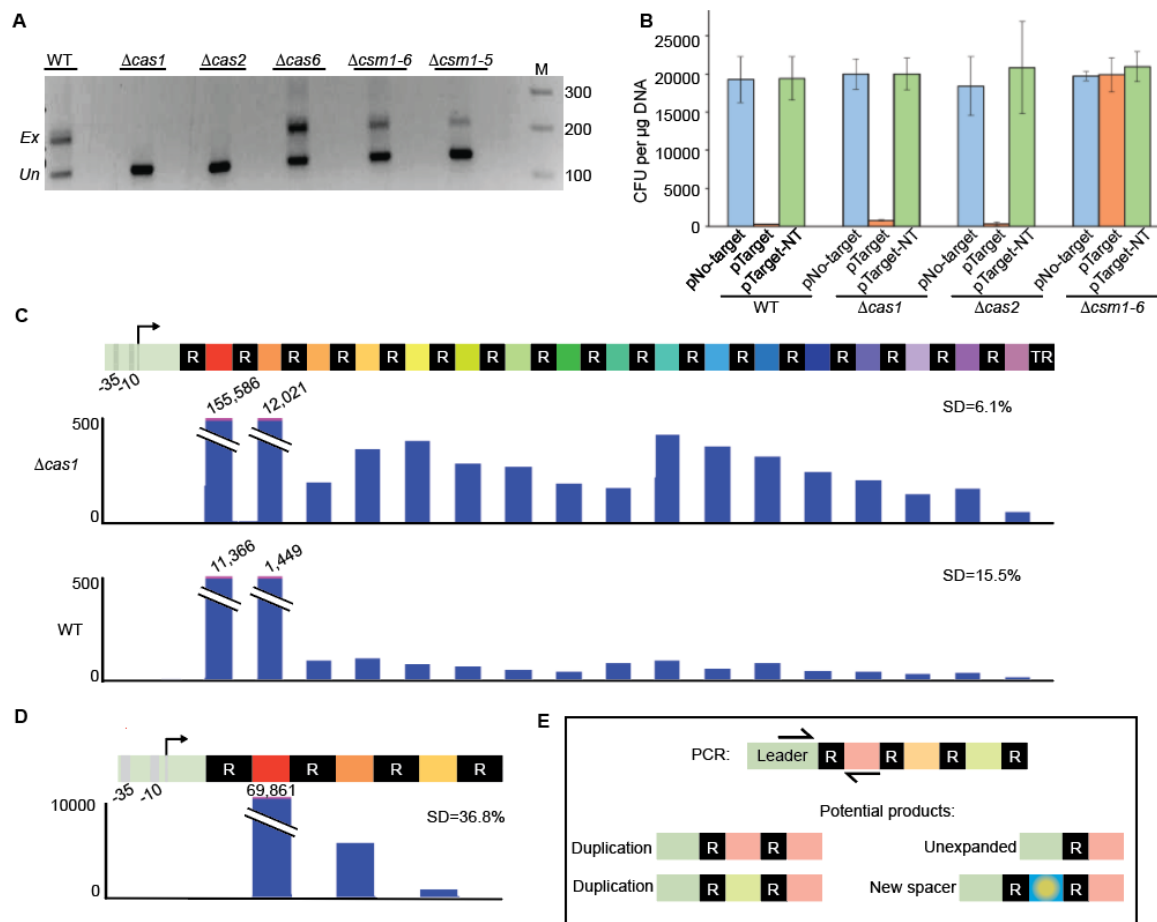 A
WT Δcas1 Δcas2 Δcas6 Δcsm1-6 Δcsm1-5 M
300
Ex 200
Un 100
B
CFU per µg DNA
25000
20000
15000
10000
5000
0
pNo-target pTarget pTarget-NT pNo-target pTarget pTarget-NT pNo-target pTarget pTarget-NT pNo-target pTarget pTarget-NT
WT Δcas1 Δcas2 Δcsm1-6
C
R R R R R R R R R R R R R R R R R TR
-35 -10
155,586 12,021
SD=6.1%
500
Δcas1
0
11,366 1,449
SD=15.5%
500
WT
0
D
R R R R
-35 -10
69,861
10000
SD=36.8%
0
E
PCR: Leader R R R R
Potential products:
Duplication R R
Unexpanded R
Duplication R R
New spacer R R